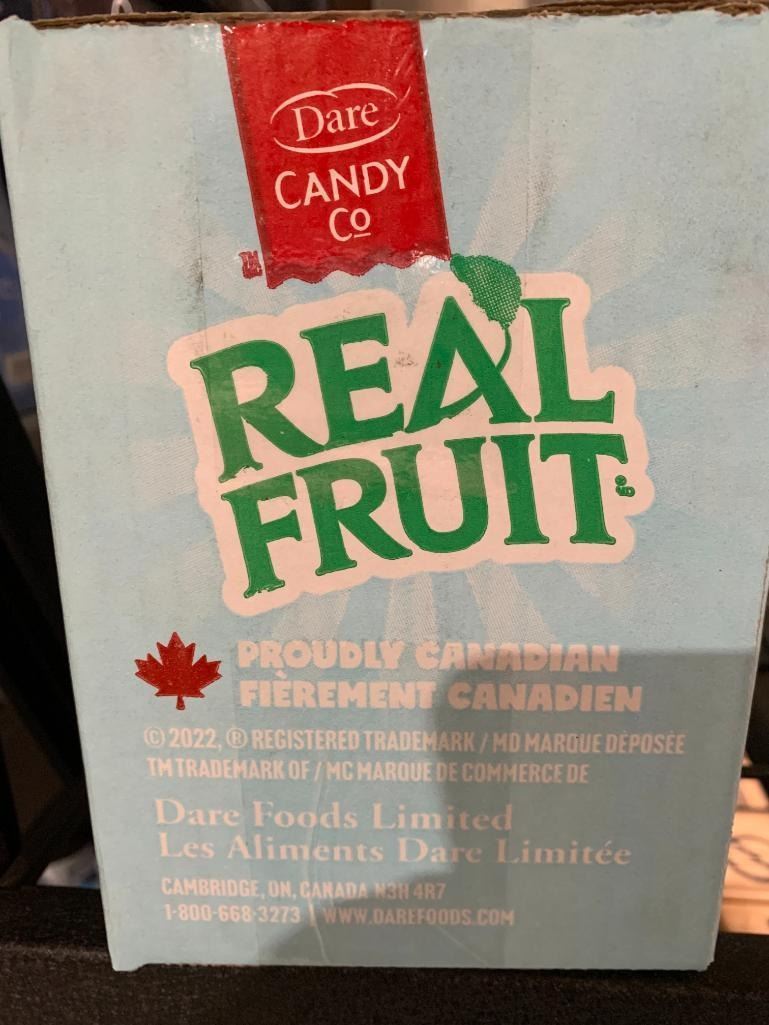 Dare
CANDY
Co
TM
REAL
FRUIT®
PROUDLY CANADIAN
FIÈREMENT CANADIEN
© 2022, ® REGISTERED TRADEMARK / MD MARQUE DÉPOSÉE
TM TRADEMARK OF / MC MARQUE DE COMMERCE DE
Dare Foods Limited
Les Aliments Dare Limitée
CAMBRIDGE, ON, CANADA N3H 4R7
1-800-668-3273 | WWW.DAREFOODS.COM